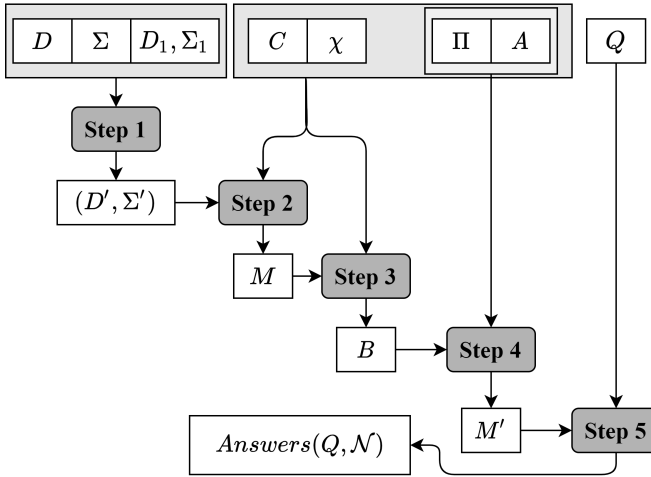 D Σ D₁, Σ₁ C χ Π A Q
Step 1
(D′, Σ′)
Step 2
M
Step 3
B
Step 4
M′
Step 5
Answers(Q, 𝒩)